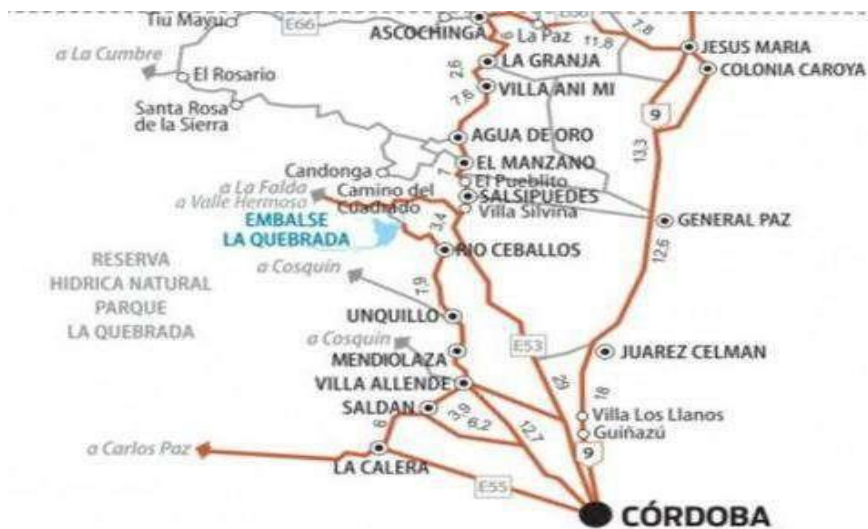 Tiu Mayu
E66
ASCOCHINGA
6
La Paz
11,8
7,8
JESUS MARIA
COLONIA CAROYA
a La Cumbre
El Rosario
2,6
LA GRANJA
7,6
VILLA ANI MI
Santa Rosa
de la Sierra
9
AGUA DE ORO
13,3
EL MANZANO
7
Candonga
El Pueblito
a La Falda
a Valle Hermoso
Camino del
Cuadrado
SALSIPUEDES
Villa Silvina
GENERAL PAZ
EMBALSE
LA QUEBRADA
3,4
RIO CEBALLOS
12,6
RESERVA
HIDRICA NATURAL
PARQUE
LA QUEBRADA
a Cosquín
7,9
UNQUILLO
a Cosquín
MENDIOLAZA
E53
JUAREZ CELMAN
VILLA ALLENDE
29
18
SALDAN
3,9
6,2
12,7
Villa Los Llanos
Guiñazú
8
a Carlos Paz
LA CALERA
9
E55
CÓRDOBA